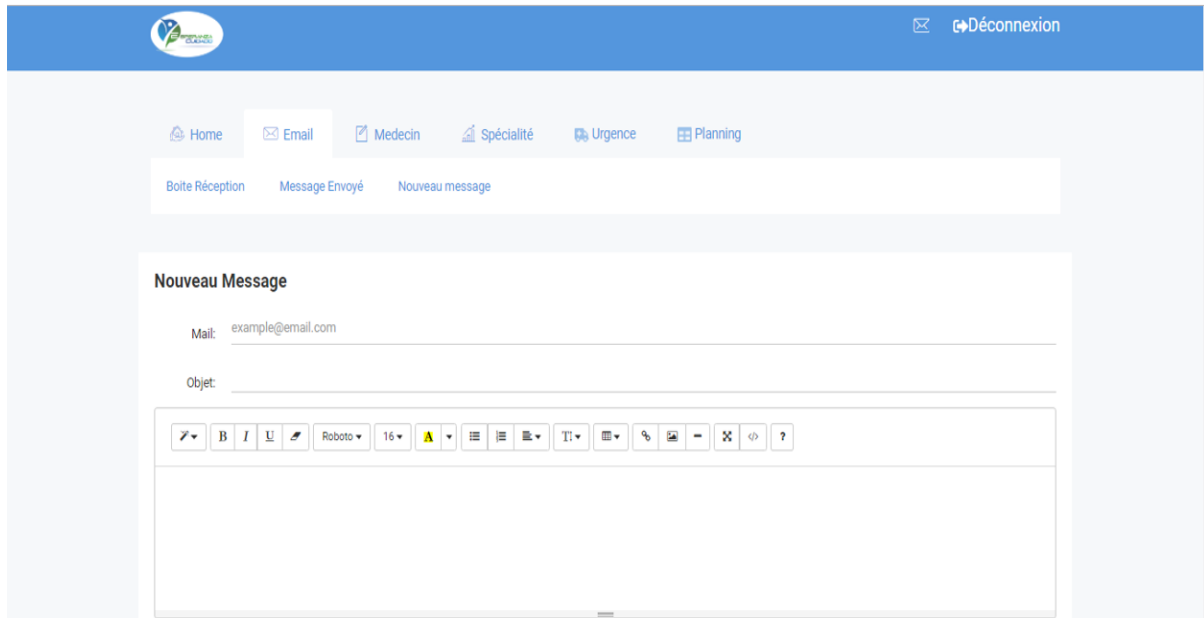 Déconnexion
Home Email Medecin Spécialité Urgence Planning
Boite Réception Message Envoyé Nouveau message
Nouveau Message
Mail: example@email.com
Objet:
B I U Roboto 16 A T! ?